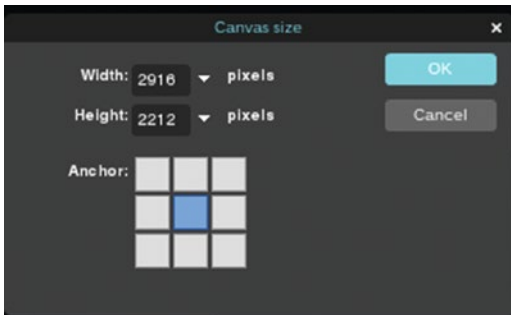 Canvas size ×
Width: 2916 pixels OK
Height: 2212 pixels Cancel
Anchor: